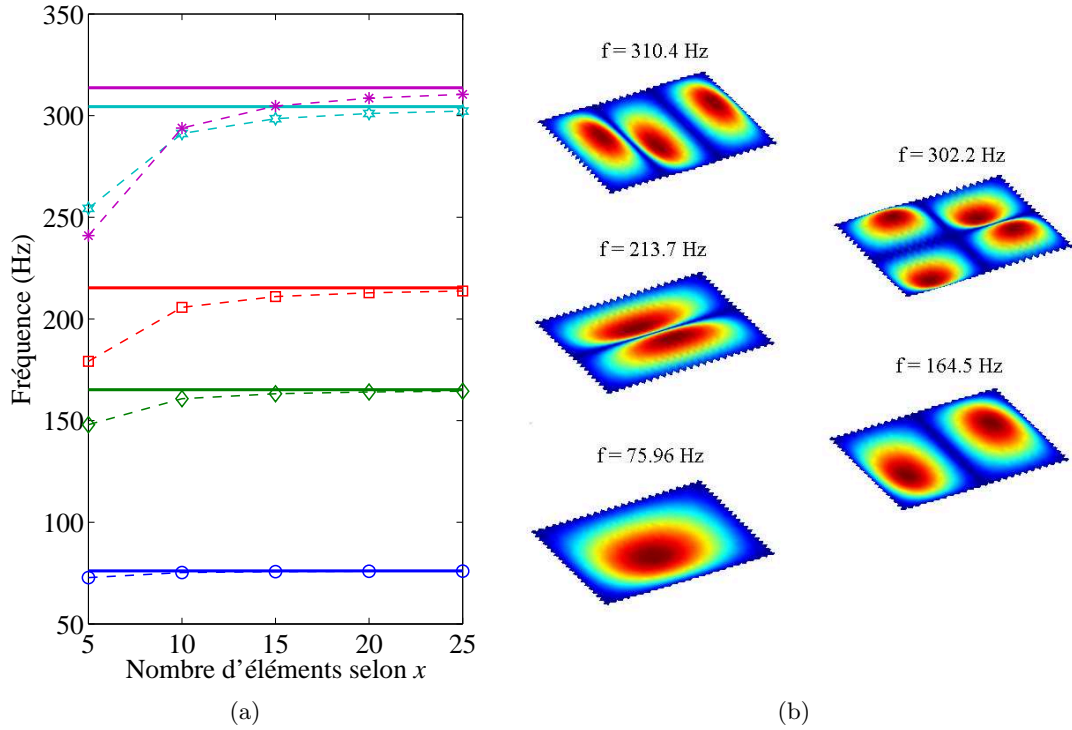 350
300
250
200
150
100
50
Fréquence (Hz)
5
10
15
20
25
Nombre d'éléments selon x
(a)
f = 310.4 Hz
f = 302.2 Hz
f = 213.7 Hz
f = 164.5 Hz
f = 75.96 Hz
(b)